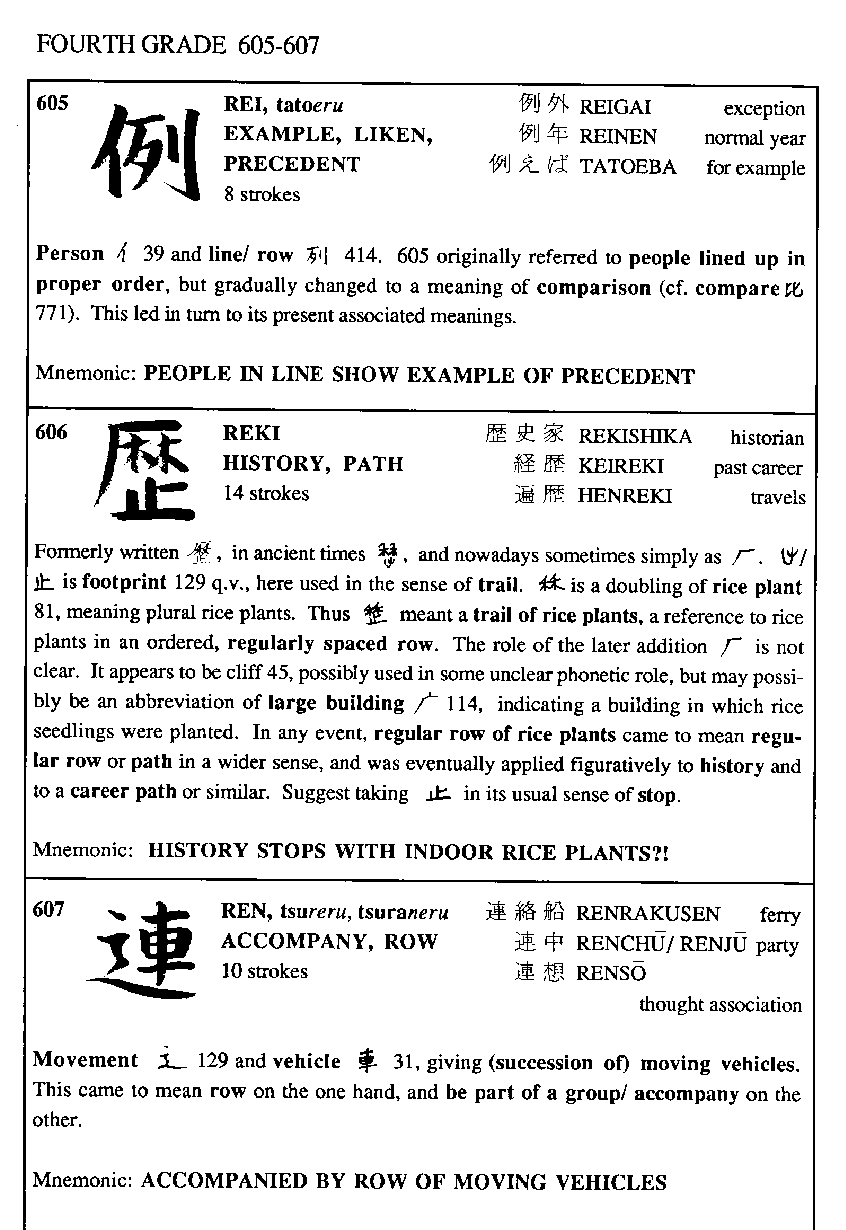 FOURTH GRADE 605-607
605
例
REI, tatoeru
EXAMPLE, LIKEN,
PRECEDENT
8 strokes
例外 REIGAI exception
例年 REINEN normal year
例えば TATOEBA for example
Person 亻 39 and line/ row 列 414. 605 originally referred to people lined up in
proper order, but gradually changed to a meaning of comparison (cf. compare 比
771). This led in turn to its present associated meanings.
Mnemonic: PEOPLE IN LINE SHOW EXAMPLE OF PRECEDENT
606
歴
REKI
HISTORY, PATH
14 strokes
歴史家 REKISHIKA historian
経歴 KEIREKI past career
遍歴 HENREKI travels
Formerly written 歷, in ancient times , and nowadays sometimes simply as 厂. /
止 is footprint 129 q.v., here used in the sense of trail. 秝 is a doubling of rice plant
81, meaning plural rice plants. Thus meant a trail of rice plants, a reference to rice
plants in an ordered, regularly spaced row. The role of the later addition 厂 is not
clear. It appears to be cliff 45, possibly used in some unclear phonetic role, but may possi-
bly be an abbreviation of large building 广 114, indicating a building in which rice
seedlings were planted. In any event, regular row of rice plants came to mean regu-
lar row or path in a wider sense, and was eventually applied figuratively to history and
to a career path or similar. Suggest taking 止 in its usual sense of stop.
Mnemonic: HISTORY STOPS WITH INDOOR RICE PLANTS?!
607
連
REN, tsureru, tsuraneru
ACCOMPANY, ROW
10 strokes
連絡船 RENRAKUSEN ferry
連中 RENCHŪ/ RENJŪ party
連想 RENSŌ
thought association
Movement 辶 129 and vehicle 車 31, giving (succession of) moving vehicles.
This came to mean row on the one hand, and be part of a group/ accompany on the
other.
Mnemonic: ACCOMPANIED BY ROW OF MOVING VEHICLES